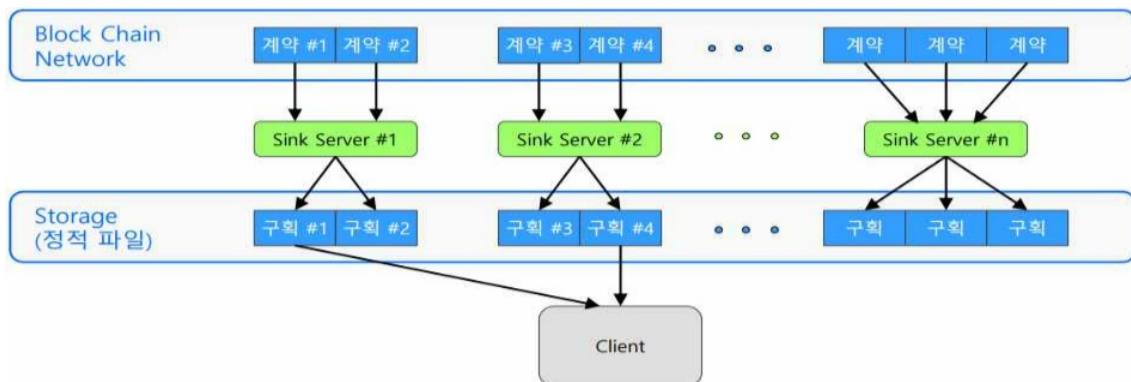 Block Chain
Network
계약 #1 계약 #2 계약 #3 계약 #4 계약 계약 계약
Sink Server #1 Sink Server #2 Sink Server #n
Storage
(정적 파일)
구획 #1 구획 #2 구획 #3 구획 #4 구획 구획 구획
Client